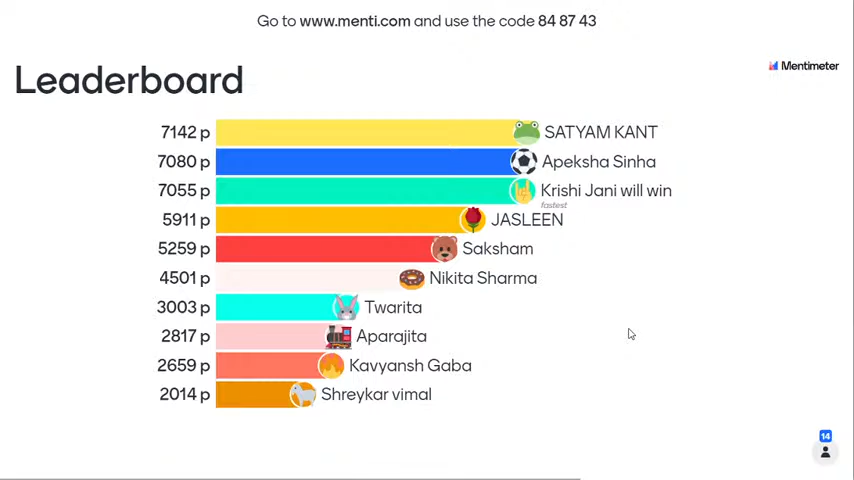 Go to www.menti.com and use the code 84 87 43
Mentimeter
Leaderboard
7142 p SATYAM KANT
7080 p Apeksha Sinha
7055 p Krishi Jani will win
fastest
5911 p JASLEEN
5259 p Saksham
4501 p Nikita Sharma
3003 p Twarita
2817 p Aparajita
2659 p Kavyansh Gaba
2014 p Shreykar vimal
14